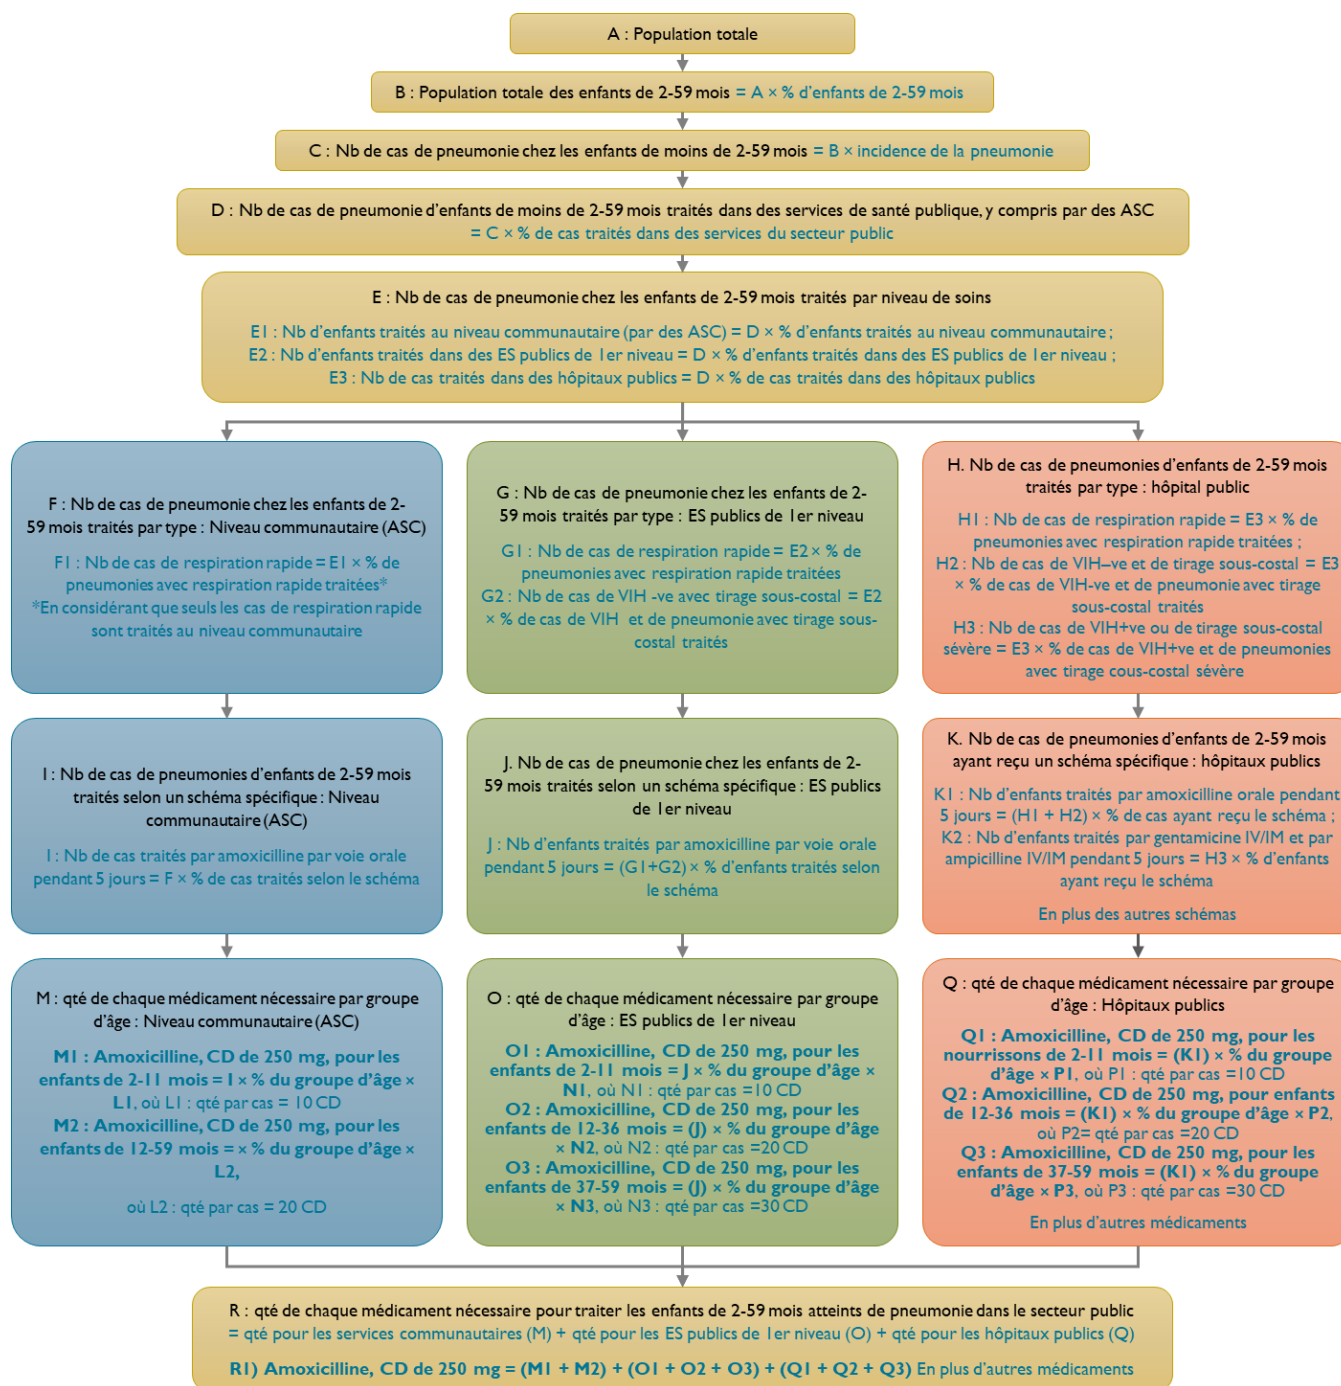 A : Population totale
B : Population totale des enfants de 2-59 mois = A × % d'enfants de 2-59 mois
C : Nb de cas de pneumonie chez les enfants de moins de 2-59 mois = B × incidence de la pneumonie
D : Nb de cas de pneumonie d'enfants de moins de 2-59 mois traités dans des services de santé publique, y compris par des ASC
= C × % de cas traités dans des services du secteur public
E : Nb de cas de pneumonie chez les enfants de 2-59 mois traités par niveau de soins
E1 : Nb d'enfants traités au niveau communautaire (par des ASC) = D × % d'enfants traités au niveau communautaire ;
E2 : Nb d'enfants traités dans des ES publics de 1er niveau = D × % d'enfants traités dans des ES publics de 1er niveau ;
E3 : Nb de cas traités dans des hôpitaux publics = D × % de cas traités dans des hôpitaux publics
F : Nb de cas de pneumonie chez les enfants de 2-
59 mois traités par type : Niveau communautaire (ASC)
F1 : Nb de cas de respiration rapide = E1 × % de
pneumonies avec respiration rapide traitées*
*En considérant que seuls les cas de respiration rapide
sont traités au niveau communautaire
G : Nb de cas de pneumonie chez les enfants de 2-
59 mois traités par type : ES publics de 1er niveau
G1 : Nb de cas de respiration rapide = E2 × % de
pneumonies avec respiration rapide traitées
G2 : Nb de cas de VIH -ve avec tirage sous-costal = E2
× % de cas de VIH et de pneumonie avec tirage sous-
costal traités
H. Nb de cas de pneumonies d'enfants de 2-59 mois
traités par type : hôpital public
H1 : Nb de cas de respiration rapide = E3 × % de
pneumonies avec respiration rapide traitées ;
H2 : Nb de cas de VIH–ve et de tirage sous-costal = E3
× % de cas de VIH-ve et de pneumonie avec tirage
sous-costal traités
H3 : Nb de cas de VIH+ve ou de tirage sous-costal
sévère = E3 × % de cas de VIH+ve et de pneumonies
avec tirage cous-costal sévère
I : Nb de cas de pneumonies d'enfants de 2-59 mois
traités selon un schéma spécifique : Niveau
communautaire (ASC)
I : Nb de cas traités par amoxicilline par voie orale
pendant 5 jours = F × % de cas traités selon le schéma
J. Nb de cas de pneumonie chez les enfants de 2-
59 mois traités selon un schéma spécifique : ES publics
de 1er niveau
J : Nb d'enfants traités par amoxicilline par voie orale
pendant 5 jours = (G1+G2) × % d'enfants traités selon
le schéma
K. Nb de cas de pneumonies d'enfants de 2-59 mois
ayant reçu un schéma spécifique : hôpitaux publics
K1 : Nb d'enfants traités par amoxicilline orale pendant
5 jours = (H1 + H2) × % de cas ayant reçu le schéma ;
K2 : Nb d'enfants traités par gentamicine IV/IM et par
ampicilline IV/IM pendant 5 jours = H3 × % d'enfants
ayant reçu le schéma
En plus des autres schémas
M : qté de chaque médicament nécessaire par groupe
d'âge : Niveau communautaire (ASC)
M1 : Amoxicilline, CD de 250 mg, pour les
enfants de 2-11 mois = I × % du groupe d'âge ×
L1, où L1 : qté par cas = 10 CD
M2 : Amoxicilline, CD de 250 mg, pour les
enfants de 12-59 mois = × % du groupe d'âge ×
L2,
où L2 : qté par cas = 20 CD
O : qté de chaque médicament nécessaire par groupe
d'âge : ES publics de 1er niveau
O1 : Amoxicilline, CD de 250 mg, pour les
enfants de 2-11 mois = J × % du groupe d'âge ×
N1, où N1 : qté par cas =10 CD
O2 : Amoxicilline, CD de 250 mg, pour les
enfants de 12-36 mois = (J) × % du groupe d'âge
× N2, où N2 : qté par cas =20 CD
O3 : Amoxicilline, CD de 250 mg, pour les
enfants de 37-59 mois = (J) × % du groupe d'âge
× N3, où N3 : qté par cas =30 CD
Q : qté de chaque médicament nécessaire par groupe
d'âge : Hôpitaux publics
Q1 : Amoxicilline, CD de 250 mg, pour les
nourrissons de 2-11 mois = (K1) × % du groupe
d'âge × P1, où P1 : qté par cas =10 CD
Q2 : Amoxicilline, CD de 250 mg, pour enfants
de 12-36 mois = (K1) × % du groupe d'âge × P2,
où P2= qté par cas =20 CD
Q3 : Amoxicilline, CD de 250 mg, pour les
enfants de 37-59 mois = (K1) × % du groupe
d'âge × P3, où P3 : qté par cas =30 CD
En plus d'autres médicaments
R : qté de chaque médicament nécessaire pour traiter les enfants de 2-59 mois atteints de pneumonie dans le secteur public
= qté pour les services communautaires (M) + qté pour les ES publics de 1er niveau (O) + qté pour les hôpitaux publics (Q)
R1) Amoxicilline, CD de 250 mg = (M1 + M2) + (O1 + O2 + O3) + (Q1 + Q2 + Q3) En plus d'autres médicaments